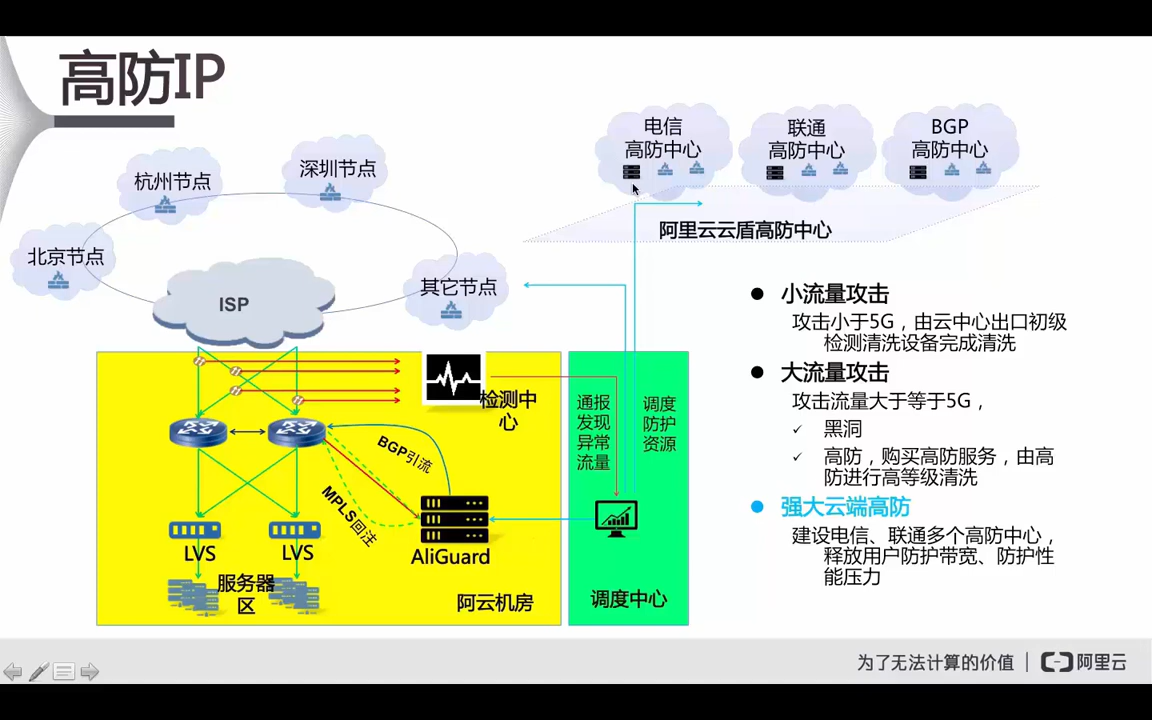 高防IP
电信
高防中心
联通
高防中心
BGP
高防中心
深圳节点
杭州节点
北京节点
其它节点
ISP
阿里云云盾高防中心
检测中
心
BGP引流
MPLS回注
AliGuard
LVS
LVS
服务器
区
阿云机房
通报
发现
异常
流量
调度
防护
资源
调度中心
小流量攻击
攻击小于5G，由云中心出口初级
检测清洗设备完成清洗
大流量攻击
攻击流量大于等于5G，
黑洞
高防，购买高防服务，由高
防进行高等级清洗
强大云端高防
建设电信、联通多个高防中心，
释放用户防护带宽、防护性
能压力
为了无法计算的价值
阿里云